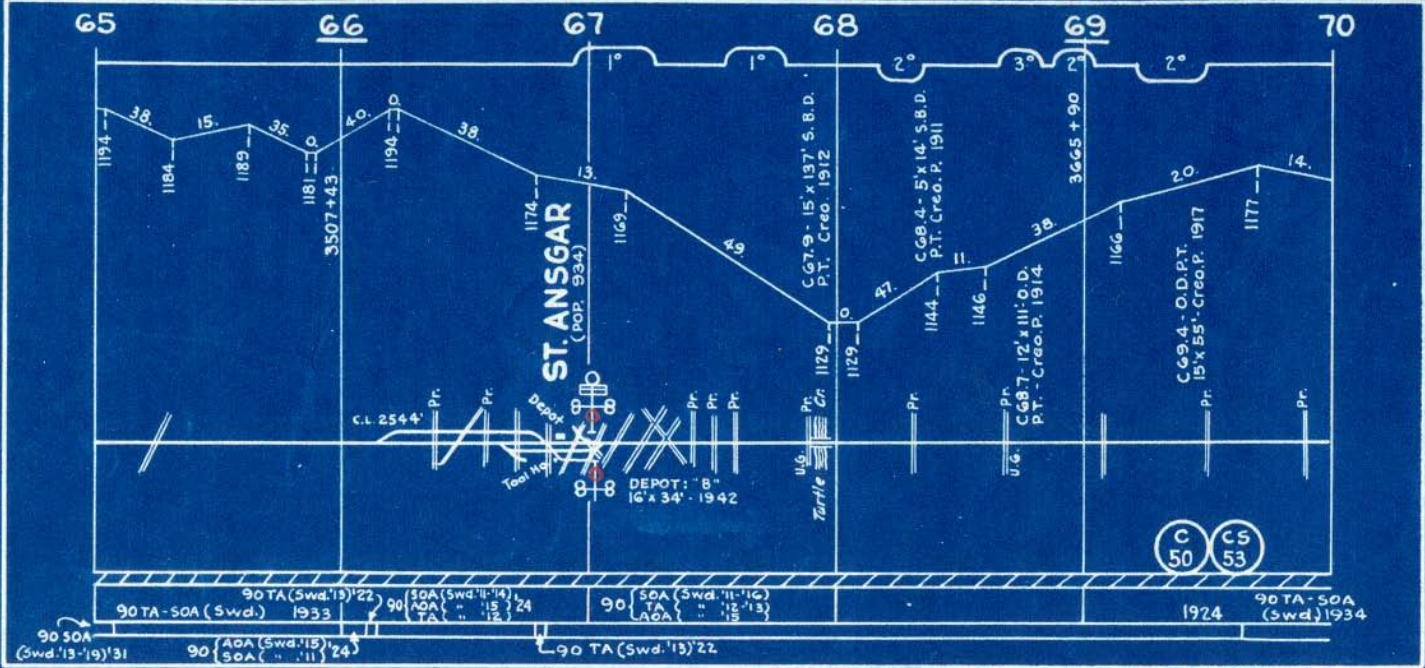 65
66
67
68
69
70
1°
1°
2°
3°
2°
2°
38.
15.
35.
0.
40.
0.
38.
13.
49.
0.
47.
11.
38.
20.
14.
1194
1184
1189
1181
1194
1174
1169
1129
1129
1144
1146
1166
1177
3507+43
3665+90
ST. ANSGAR
(POP. 934)
C67.9 - 15' x 137' S.B.D.
P.T. Creo. 1912
C68.4 - 5' x 14' S.B.D.
P.T. Creo. P. 1911
C68.7 - 12' x 111' - O.D.
P.T. - Creo. P. 1914
C69.4 - O.D.P.T.
15' x 55' - Creo. P. 1917
C.L. 2544'
Depot
Tool Ho.
Pr.
Pr.
Pr.
Pr.
Pr.
Pr.
Pr.
Pr.
Pr.
Pr.
Pr.
U.G.
U.G.
Turtle Cr.
DEPOT: "B"
16' x 34' - 1942
C
50
CS
53
90 TA (Swd. '13) '22
90 TA-SOA (Swd.) 1933
90 { SOA (Swd. '11-'14)
AOA ( " '15 ) '24
TA ( " '12 )
90 { SOA (Swd. '11-'16)
TA ( " '12-'13)
AOA ( " '15 )
1924
90 TA-SOA
(Swd.) 1934
90 SOA
(Swd. '13-'19) '31
90 { AOA (Swd. '15)
SOA ( " '11 ) '24
90 TA (Swd. '13) '22